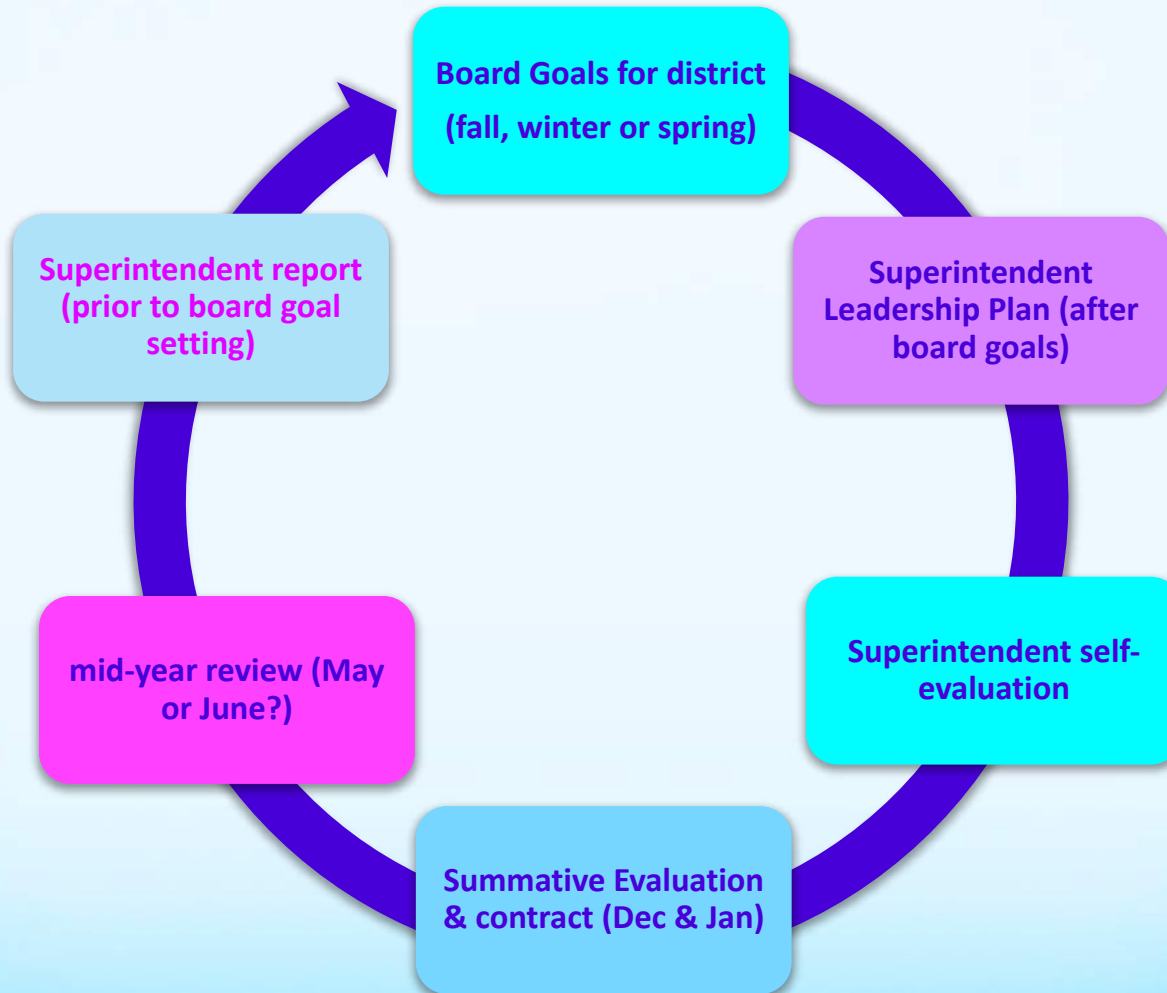 Board Goals for district
(fall, winter or spring)
Superintendent
Leadership Plan (after
board goals)
Superintendent self-
evaluation
Summative Evaluation
& contract (Dec & Jan)
mid-year review (May
or June?)
Superintendent report
(prior to board goal
setting)